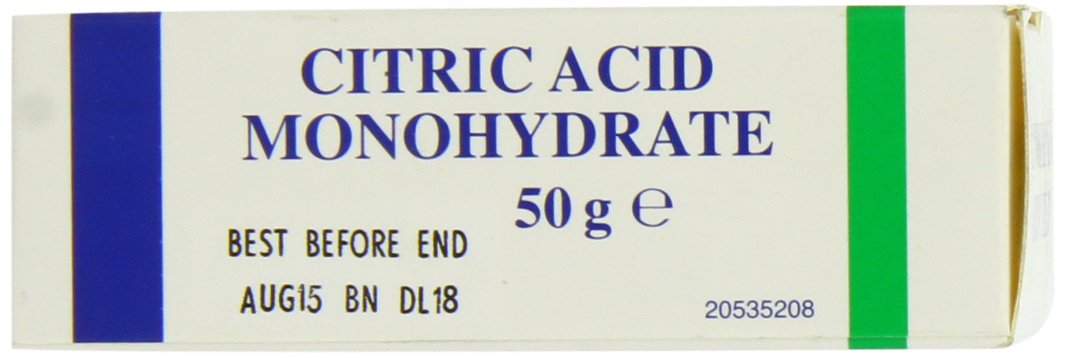 CITRIC ACID
MONOHYDRATE
50 g ℮
BEST BEFORE END
AUG15 BN DL18
20535208